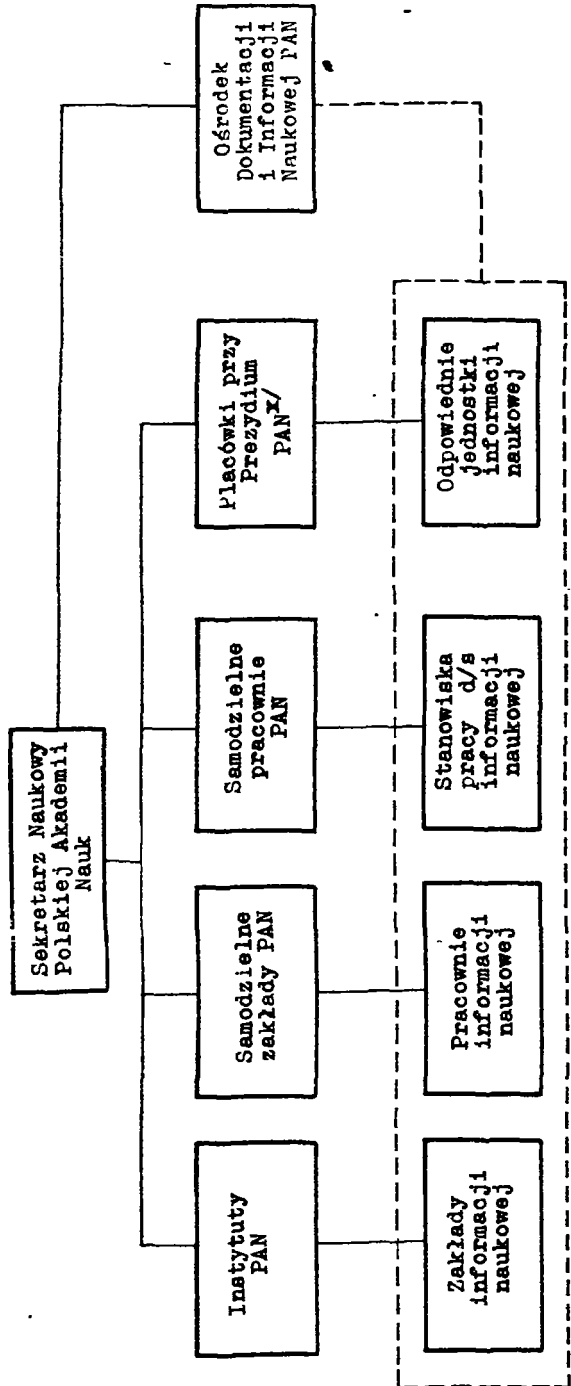 Sekretarz Naukowy
Polskiej Akademii
Nauk
Instytuty
PAN
Samodzielne
zakłady PAN
Samodzielne
pracownie
PAN
Placówki przy
Prezydium
PAN x/
Ośrodek
Dokumentacji
i Informacji
Naukowej PAN
Zakłady
informacji
naukowej
Pracownie
informacji
naukowej
Stanowiska
pracy d/s
informacji
naukowej
Odpowiednie
jednostki
informacji
naukowej